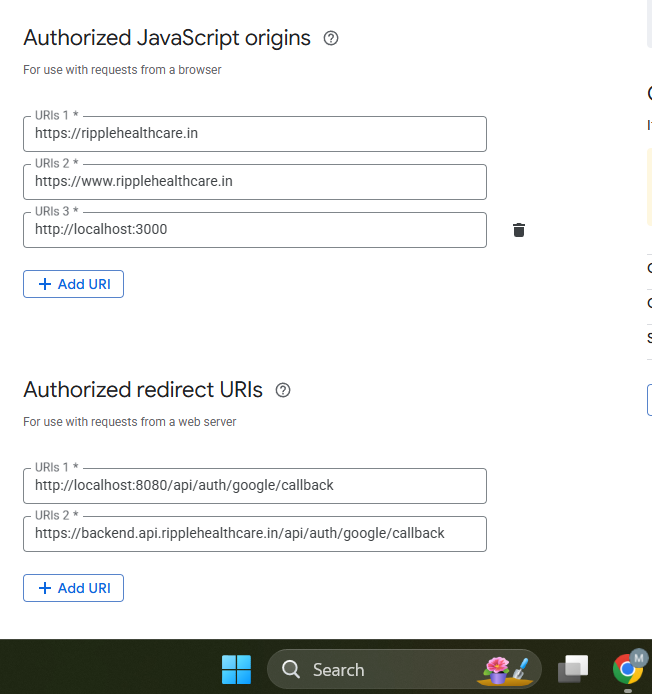 Authorized JavaScript origins
For use with requests from a browser
URIs 1 *
https://ripplehealthcare.in
URIs 2 *
https://www.ripplehealthcare.in
URIs 3 *
http://localhost:3000
+ Add URI
Authorized redirect URIs
For use with requests from a web server
URIs 1 *
http://localhost:8080/api/auth/google/callback
URIs 2 *
https://backend.api.ripplehealthcare.in/api/auth/google/callback
+ Add URI
Search
M